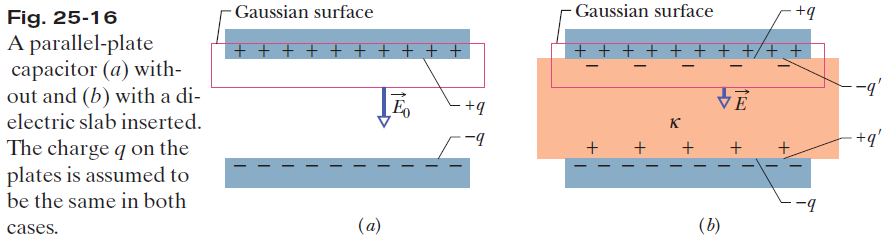 Fig. 25-16
A parallel-plate
capacitor (a) with-
out and (b) with a di-
electric slab inserted.
The charge q on the
plates is assumed to
be the same in both
cases.
Gaussian surface
+ + + + + + + + + + +
E⃗₀
+q
–q
– – – – – – – – – – –
(a)
Gaussian surface
+q
+ + + + + + + + + + +
– – – – –
–q'
E⃗
κ
+q'
+ + + + +
– – – – – – – – – – –
–q
(b)